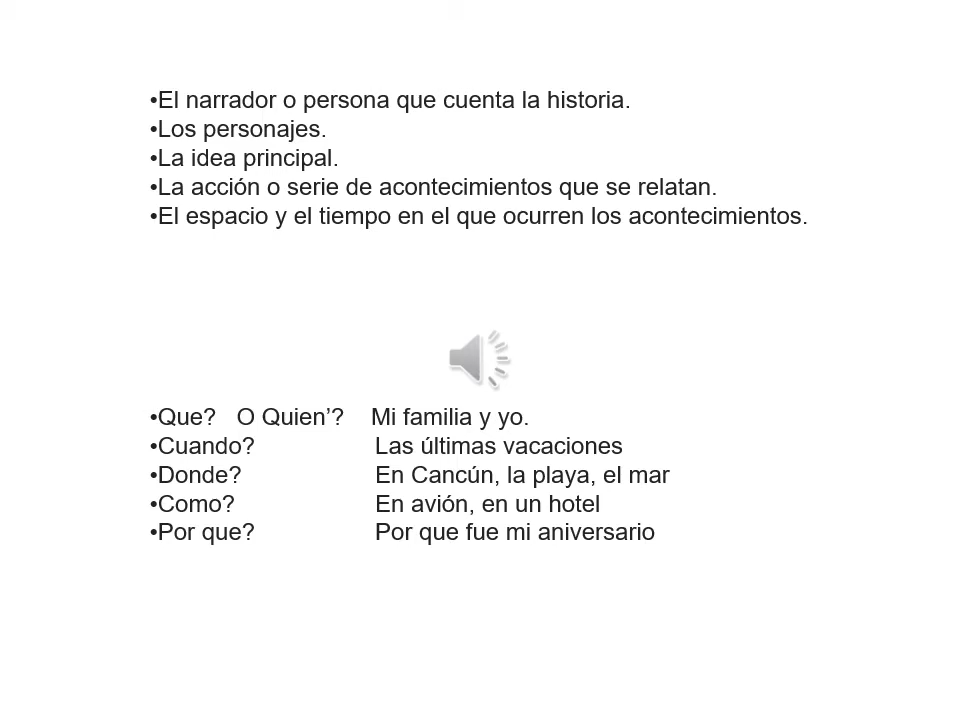 •El narrador o persona que cuenta la historia.
•Los personajes.
•La idea principal.
•La acción o serie de acontecimientos que se relatan.
•El espacio y el tiempo en el que ocurren los acontecimientos.
•Que? O Quien’? Mi familia y yo.
•Cuando? Las últimas vacaciones
•Donde? En Cancún, la playa, el mar
•Como? En avión, en un hotel
•Por que? Por que fue mi aniversario